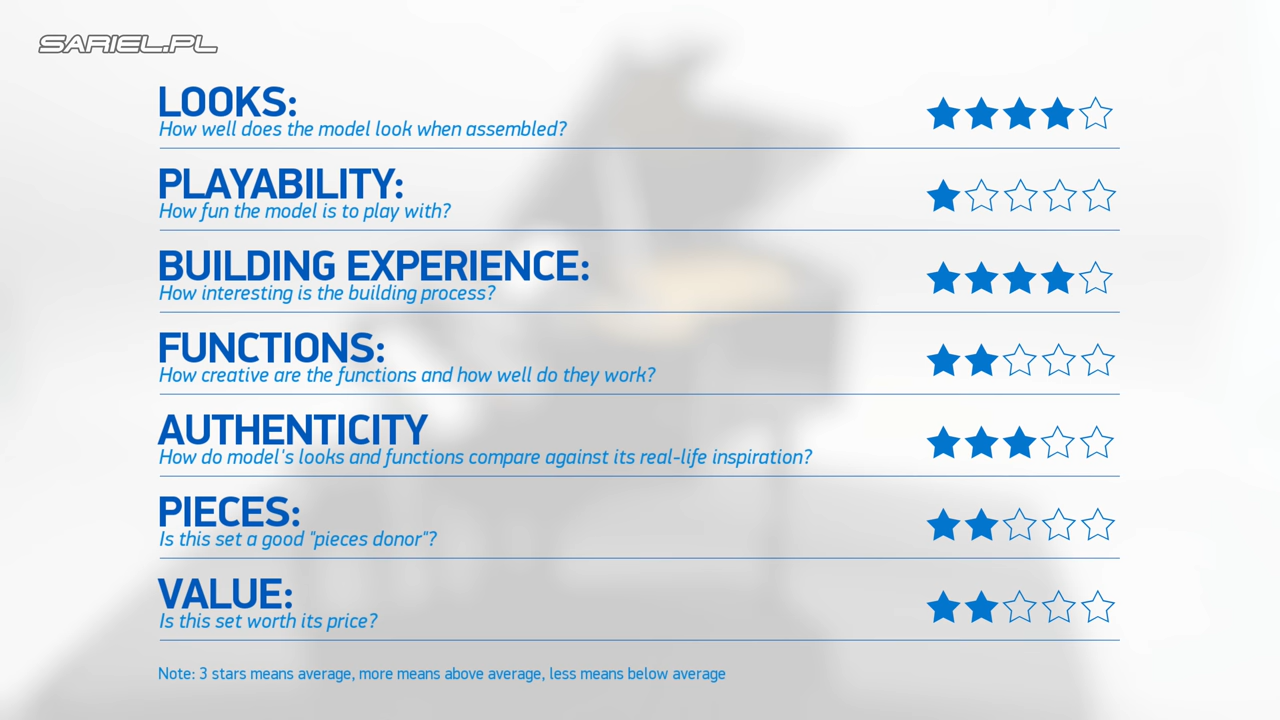 SARIEL.PL
LOOKS:
How well does the model look when assembled?
PLAYABILITY:
How fun the model is to play with?
BUILDING EXPERIENCE:
How interesting is the building process?
FUNCTIONS:
How creative are the functions and how well do they work?
AUTHENTICITY
How do model's looks and functions compare against its real-life inspiration?
PIECES:
Is this set a good "pieces donor"?
VALUE:
Is this set worth its price?
Note: 3 stars means average, more means above average, less means below average